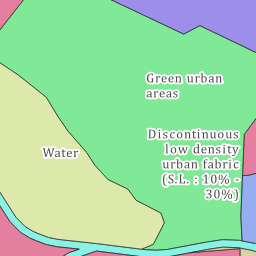 Green urban
areas
Discontinuous
low density
urban fabric
(S.L. : 10% -
30%)
Water